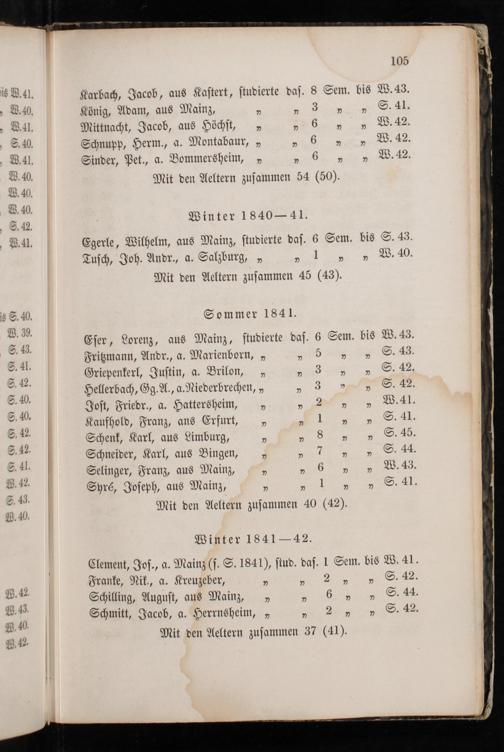 105
Karbach, Jacob, aus Kastert, studierte das. 8 Sem. bis W. 43.
König, Adam, aus Mainz, „ „ 3 „ „ S. 41.
Mittnacht, Jacob, aus Höchst, „ „ 6 „ „ W. 42.
Schnupp, Herm., a. Montabaur, „ „ 6 „ „ W. 42.
Sinder, Pet., a. Bommersheim, „ „ 6 „ „ W. 42.
Mit den Aeltern zusammen 54 (50).
Winter 1840—41.
Egerle, Wilhelm, aus Mainz, studierte das. 6 Sem. bis S. 43.
Tusch, Joh. Andr., a. Salzburg, „ „ 1 „ „ W. 40.
Mit den Aeltern zusammen 45 (43).
Sommer 1841.
Eser, Lorenz, aus Mainz, studierte das. 6 Sem. bis W. 43.
Fritzmann, Andr., a. Marienborn, „ „ 5 „ „ S. 43.
Griepenkerl, Justin, a. Brilon, „ „ 3 „ „ S. 42.
Hellerbach, Gg. A., a. Niederbrechen, „ „ 3 „ „ S. 42.
Jost, Friedr., a. Hattersheim, „ „ 2 „ „ W. 41.
Kaufhold, Franz, aus Erfurt, „ „ 1 „ „ S. 41.
Schenk, Karl, aus Limburg, „ „ 8 „ „ S. 45.
Schneider, Karl, aus Bingen, „ „ 7 „ „ S. 44.
Selinger, Franz, aus Mainz, „ „ 6 „ „ W. 43.
Syré, Joseph, aus Mainz, „ „ 1 „ „ S. 41.
Mit den Aeltern zusammen 40 (42).
Winter 1841—42.
Clement, Jos., a. Mainz (s. S. 1841), stud. das. 1 Sem. bis W. 41.
Franke, Nik., a. Kreuzeber, „ „ 2 „ „ S. 42.
Schilling, August, aus Mainz, „ „ 6 „ „ S. 44.
Schmitt, Jacob, a. Herrnsheim, „ „ 2 „ „ S. 42.
Mit den Aeltern zusammen 37 (41).